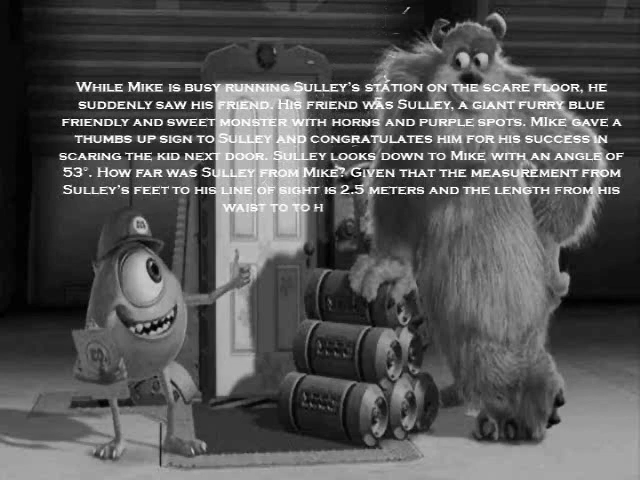 While Mike is busy running Sulley's station on the scare floor, he
suddenly saw his friend. His friend was Sulley, a giant furry blue
friendly and sweet monster with horns and purple spots. Mike gave a
thumbs up sign to Sulley and congratulates him for his success in
scaring the kid next door. Sulley looks down to Mike with an angle of
53°. How far was Sulley from Mike? Given that the measurement from
Sulley's feet to his line of sight is 2.5 meters and the length from his
waist to to h